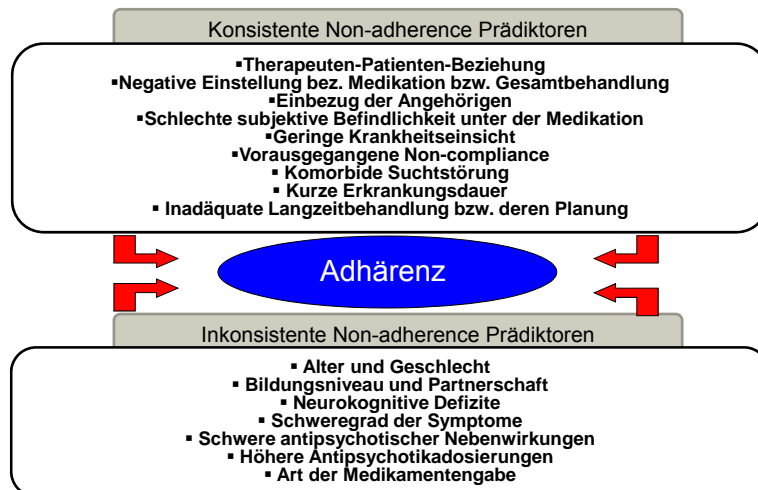 Konsistente Non-adherence Prädiktoren
▪Therapeuten-Patienten-Beziehung
▪Negative Einstellung bez. Medikation bzw. Gesamtbehandlung
▪Einbezug der Angehörigen
▪Schlechte subjektive Befindlichkeit unter der Medikation
▪Geringe Krankheitseinsicht
▪Vorausgegangene Non-compliance
▪ Komorbide Suchtstörung
▪ Kurze Erkrankungsdauer
▪ Inadäquate Langzeitbehandlung bzw. deren Planung
Adhärenz
Inkonsistente Non-adherence Prädiktoren
▪ Alter und Geschlecht
▪ Bildungsniveau und Partnerschaft
▪ Neurokognitive Defizite
▪ Schweregrad der Symptome
▪ Schwere antipsychotischer Nebenwirkungen
▪ Höhere Antipsychotikadosierungen
▪ Art der Medikamentengabe